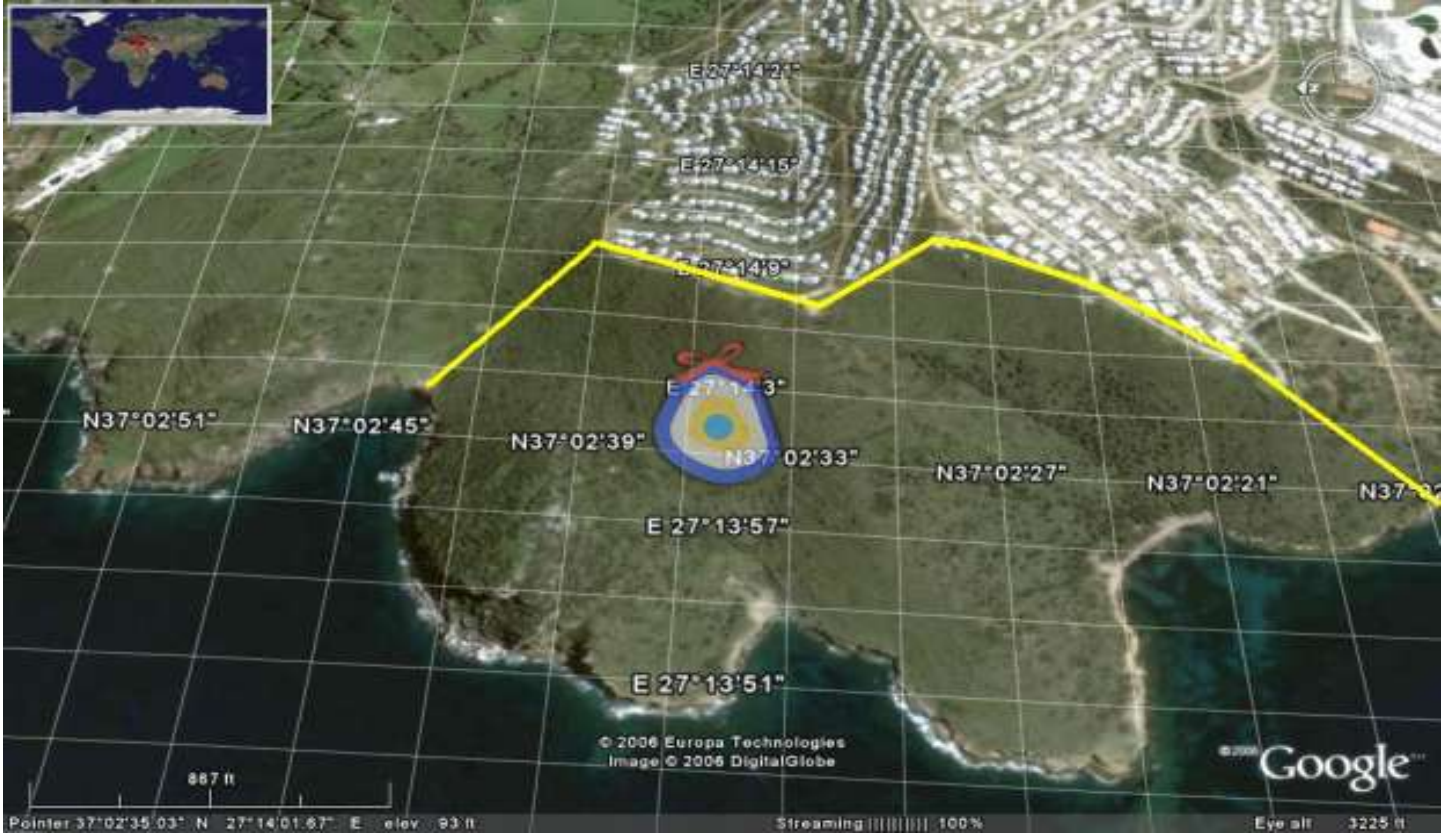 E 27°14'21"
E 27°14'15"
E 27°14'9"
E 27°14'3"
N37°02'51"
N37°02'45"
N37°02'39"
N37°02'33"
N37°02'27"
N37°02'21"
E 27°13'57"
E 27°13'51"
© 2006 Europa Technologies
Image © 2006 DigitalGlobe
©2006 Google™
867 ft
Pointer 37°02'35.03" N 27°14'01.67" E elev 93 ft Streaming |||||||||| 100% Eye alt 3225 ft